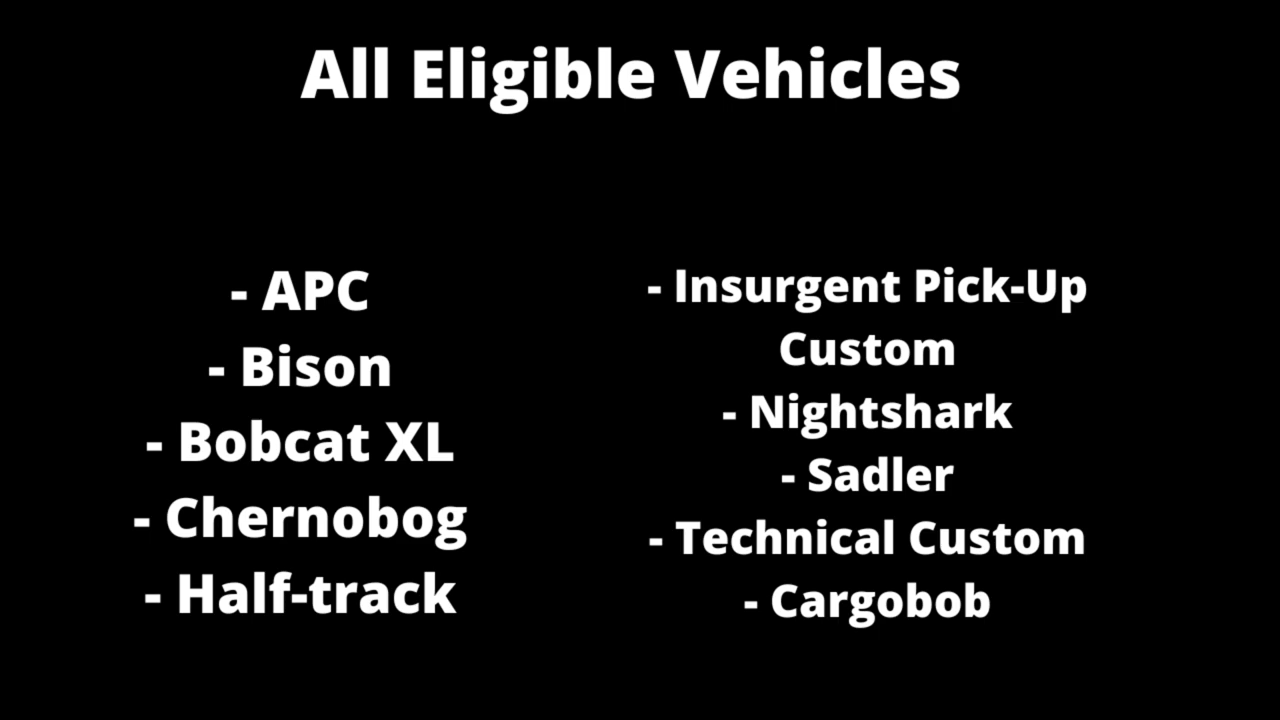 All Eligible Vehicles
- APC
- Bison
- Bobcat XL
- Chernobog
- Half-track
- Insurgent Pick-Up
Custom
- Nightshark
- Sadler
- Technical Custom
- Cargobob